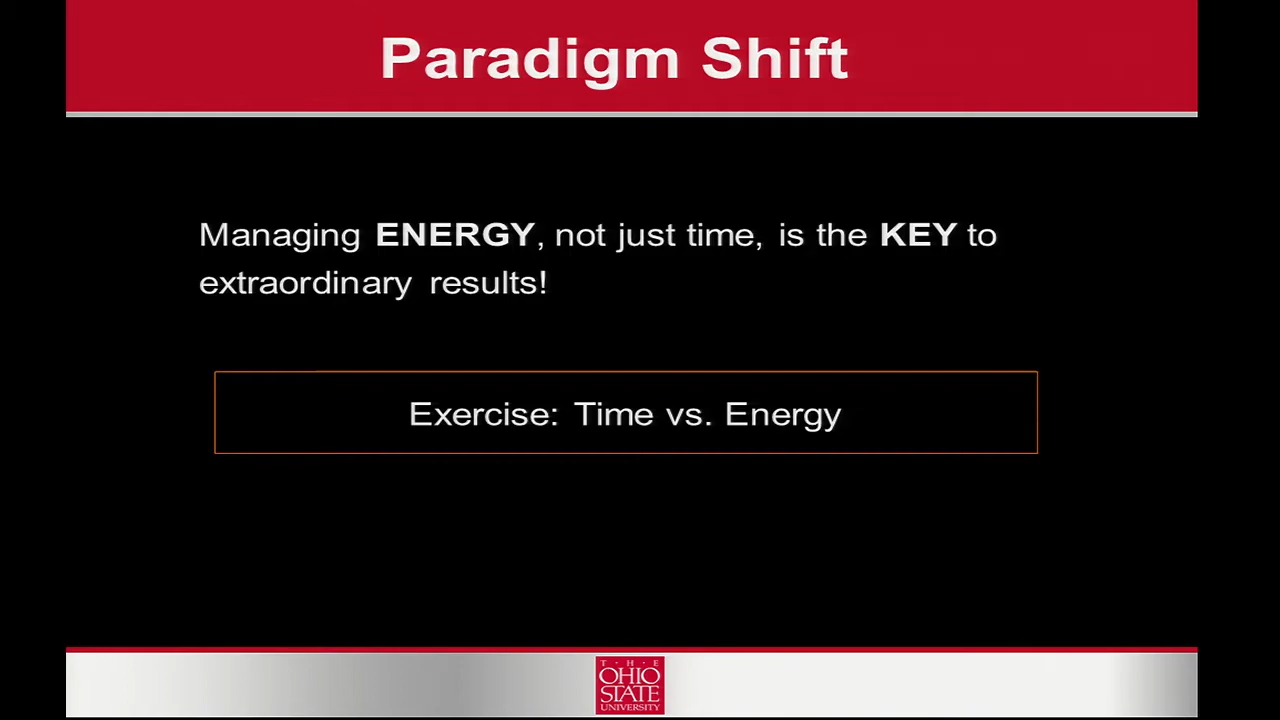 Paradigm Shift
Managing ENERGY, not just time, is the KEY to
extraordinary results!
Exercise: Time vs. Energy
T · H · E
OHIO
STATE
UNIVERSITY